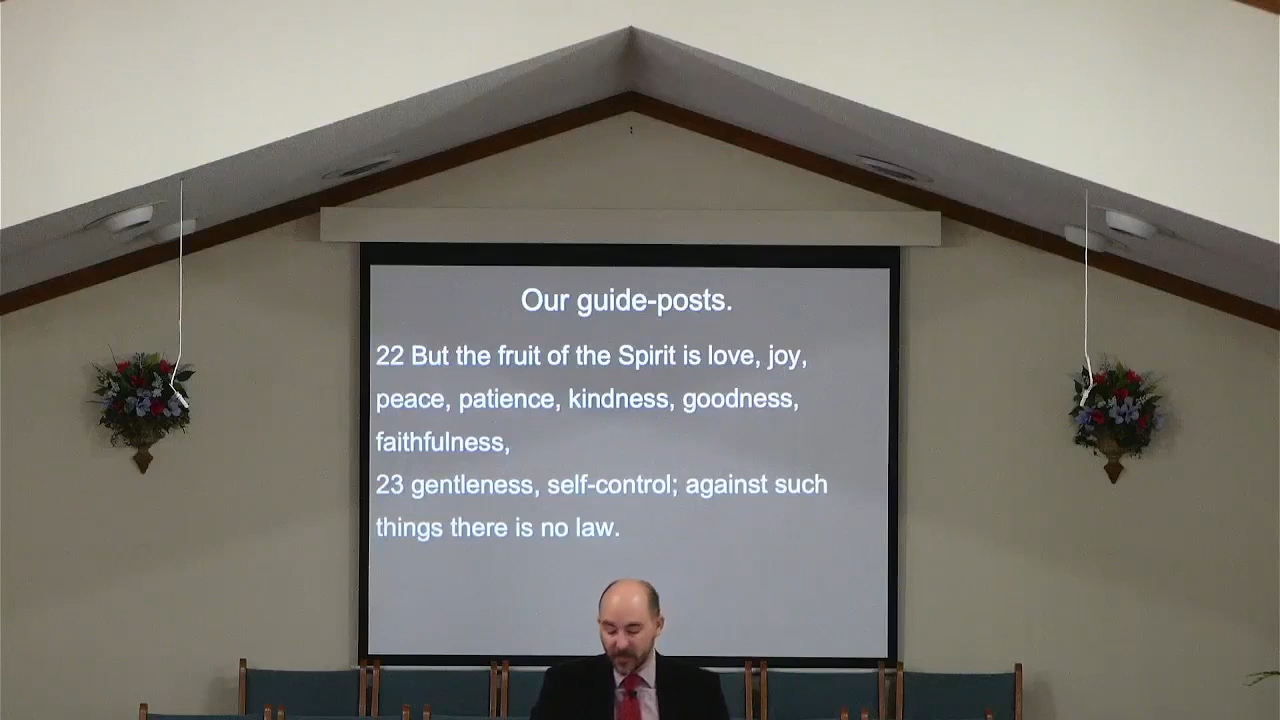 Our guide-posts.
22 But the fruit of the Spirit is love, joy,
peace, patience, kindness, goodness,
faithfulness,
23 gentleness, self-control; against such
things there is no law.